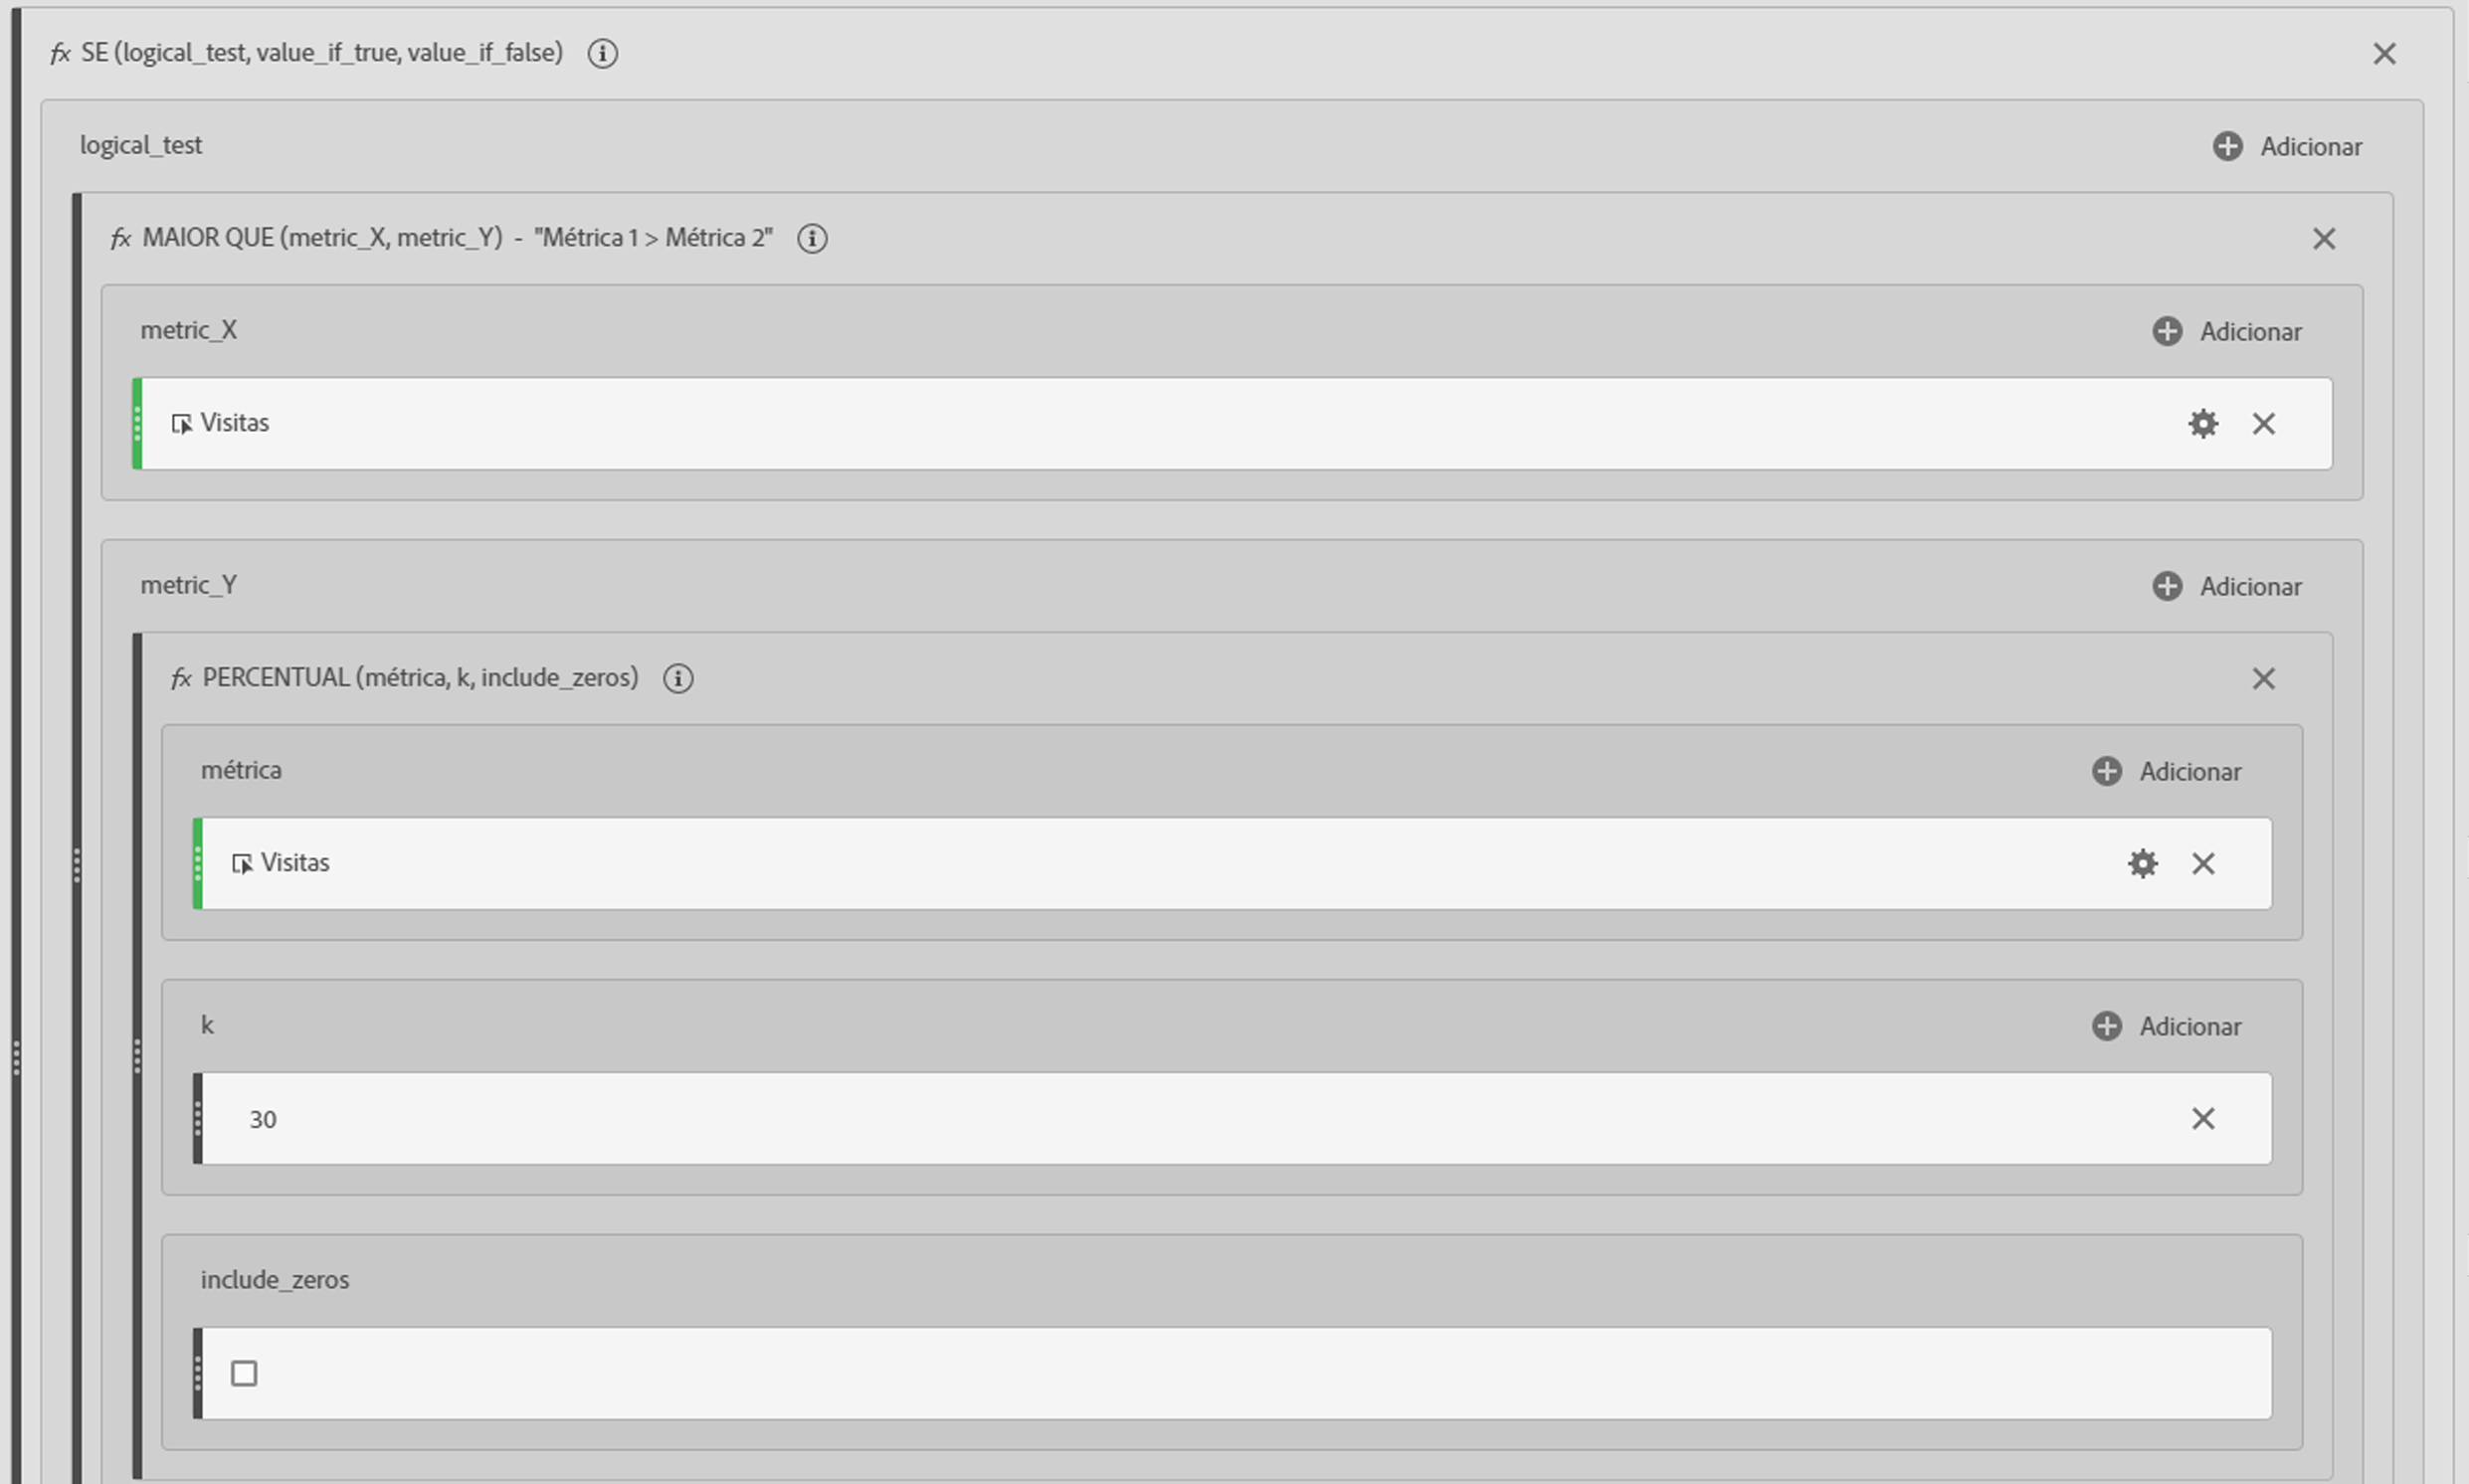 fx SE (logical_test, value_if_true, value_if_false)
logical_test Adicionar
fx MAIOR QUE (metric_X, metric_Y) - "Métrica 1 > Métrica 2"
metric_X Adicionar
Visitas
metric_Y Adicionar
fx PERCENTUAL (métrica, k, include_zeros)
métrica Adicionar
Visitas
k Adicionar
30
include_zeros